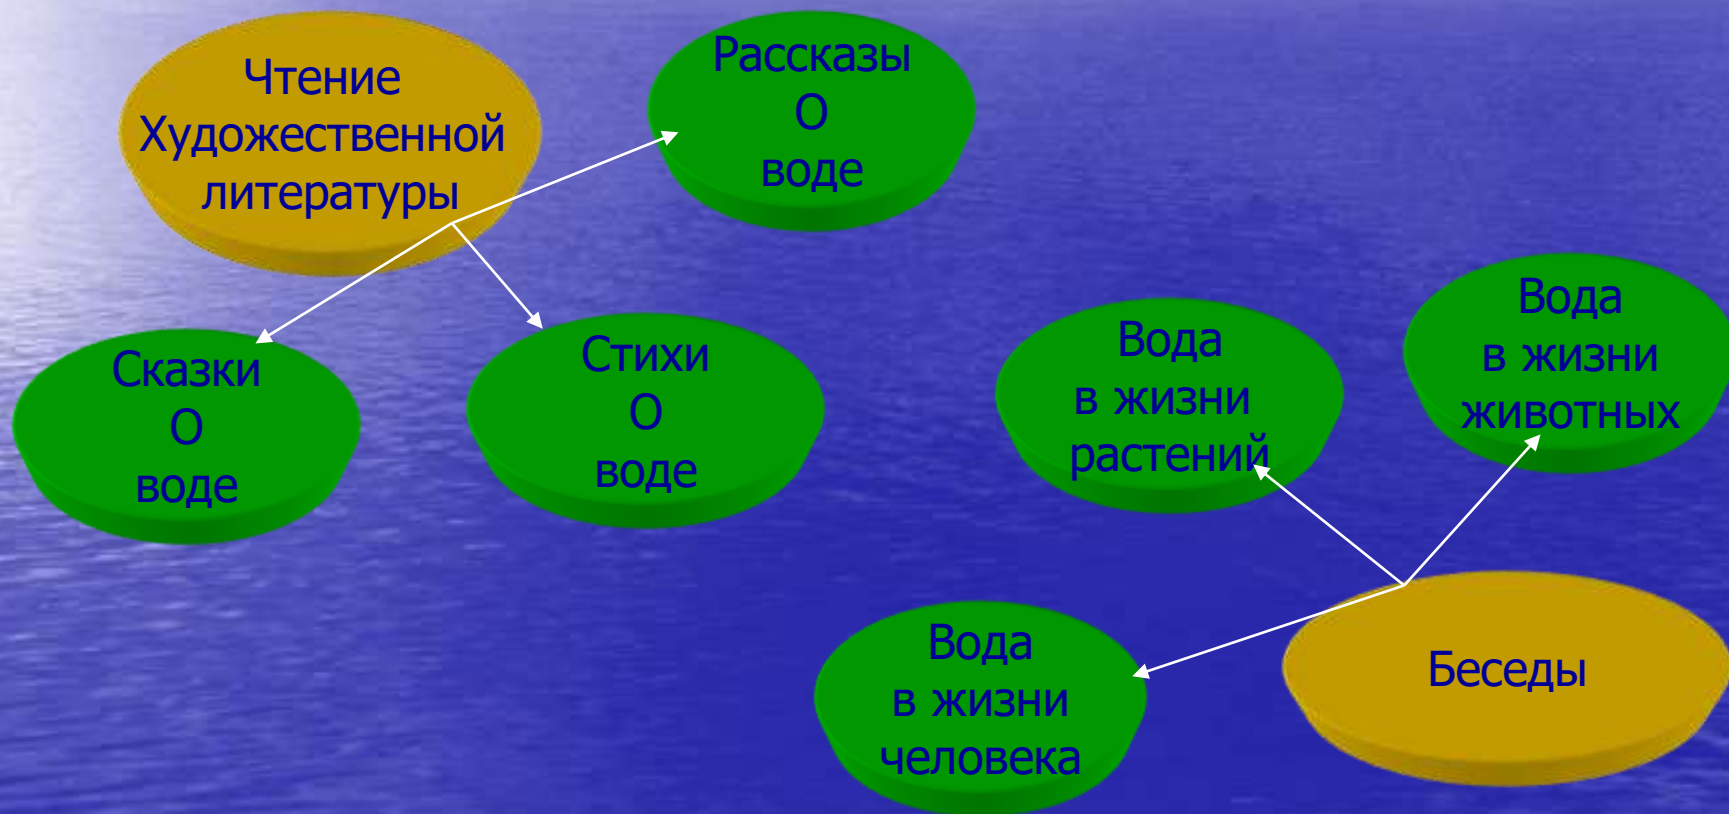 Чтение
Художественной
литературы
Рассказы
О
воде
Сказки
О
воде
Стихи
О
воде
Вода
в жизни
растений
Вода
в жизни
животных
Вода
в жизни
человека
Беседы